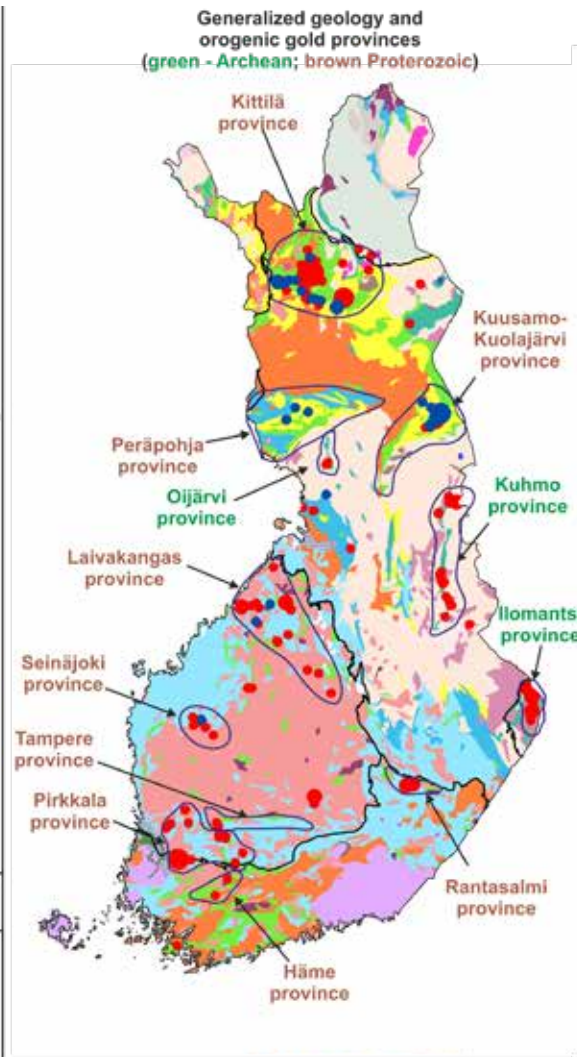 Generalized geology and
orogenic gold provinces
(green - Archean; brown Proterozoic)
Kittilä
province
Kuusamo-
Kuolajärvi
province
Peräpohja
province
Oijärvi
province
Kuhmo
province
Laivakangas
province
Ilomants
province
Seinäjoki
province
Tampere
province
Pirkkala
province
Rantasalmi
province
Häme
province